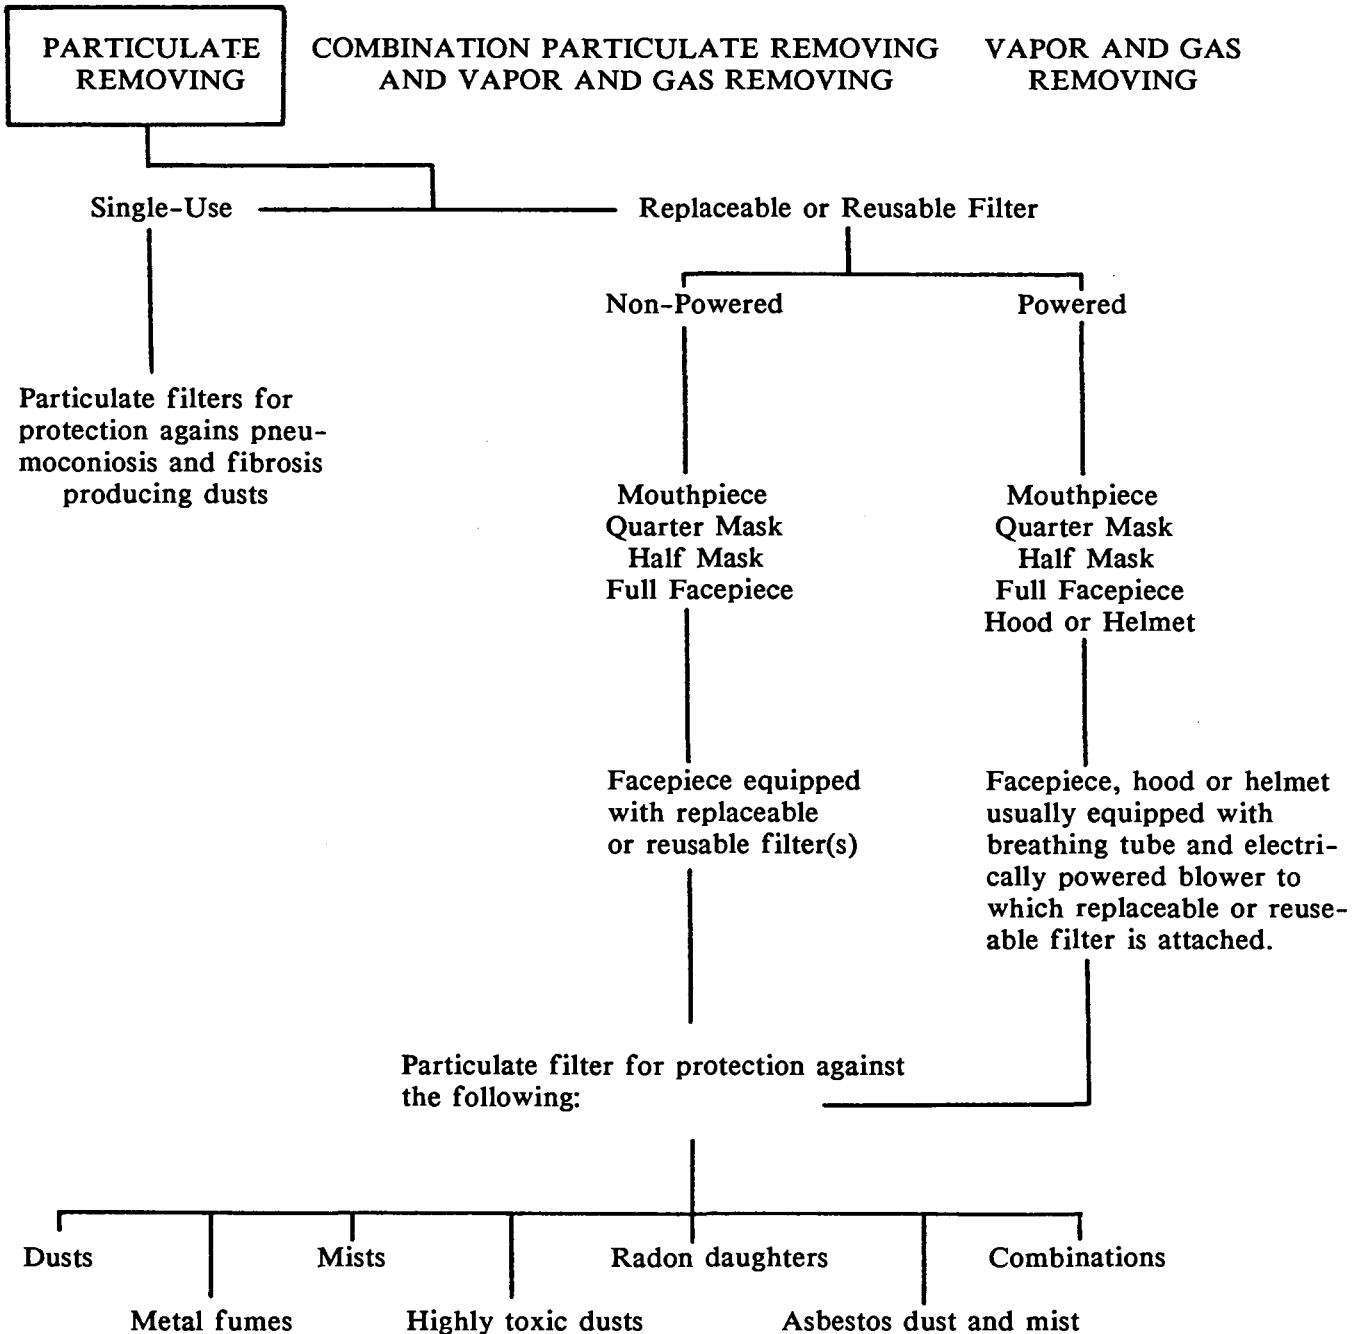 PARTICULATE
REMOVING
COMBINATION PARTICULATE REMOVING
AND VAPOR AND GAS REMOVING
VAPOR AND GAS
REMOVING
Single-Use
Replaceable or Reusable Filter
Non-Powered
Powered
Particulate filters for
protection agains pneu-
moconiosis and fibrosis
producing dusts
Mouthpiece
Quarter Mask
Half Mask
Full Facepiece
Mouthpiece
Quarter Mask
Half Mask
Full Facepiece
Hood or Helmet
Facepiece equipped
with replaceable
or reusable filter(s)
Facepiece, hood or helmet
usually equipped with
breathing tube and electri-
cally powered blower to
which replaceable or reuse-
able filter is attached.
Particulate filter for protection against
the following:
Dusts
Mists
Radon daughters
Combinations
Metal fumes
Highly toxic dusts
Asbestos dust and mist